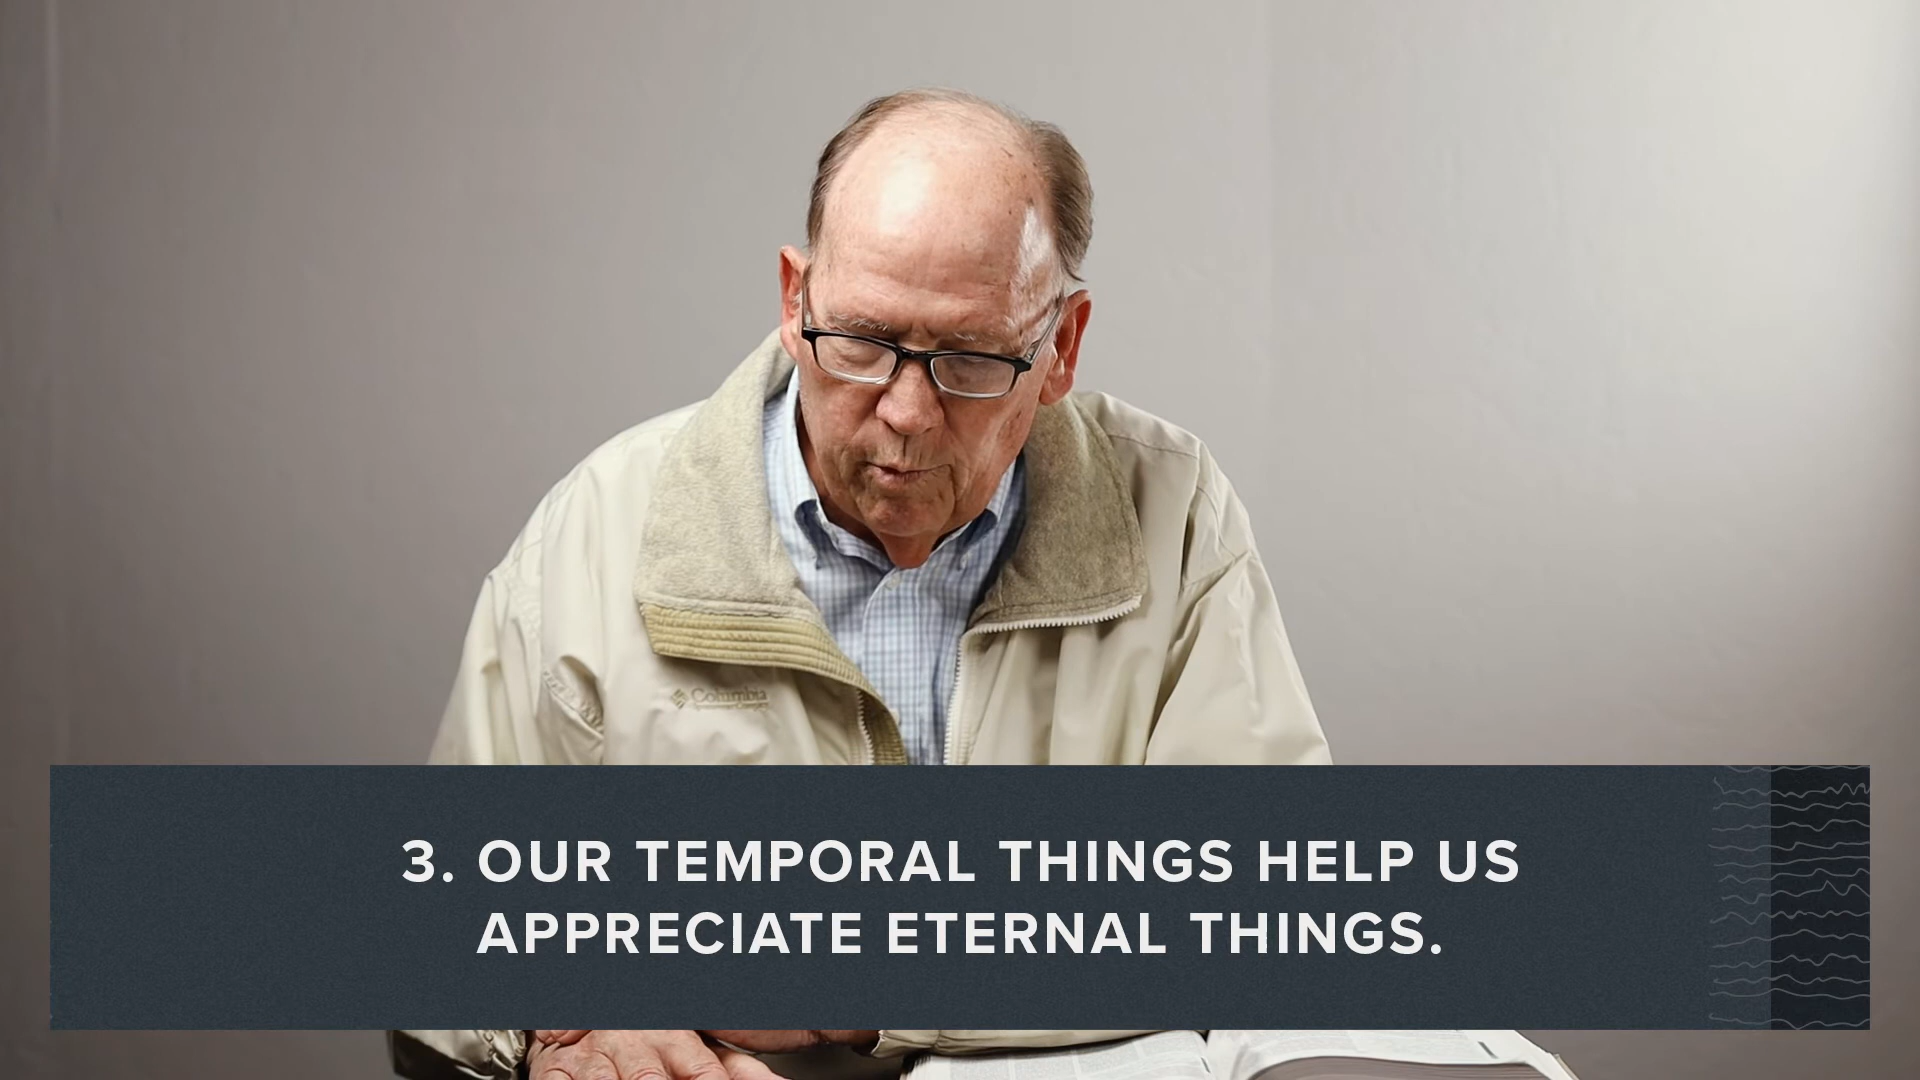 Columbia
3. OUR TEMPORAL THINGS HELP US
APPRECIATE ETERNAL THINGS.